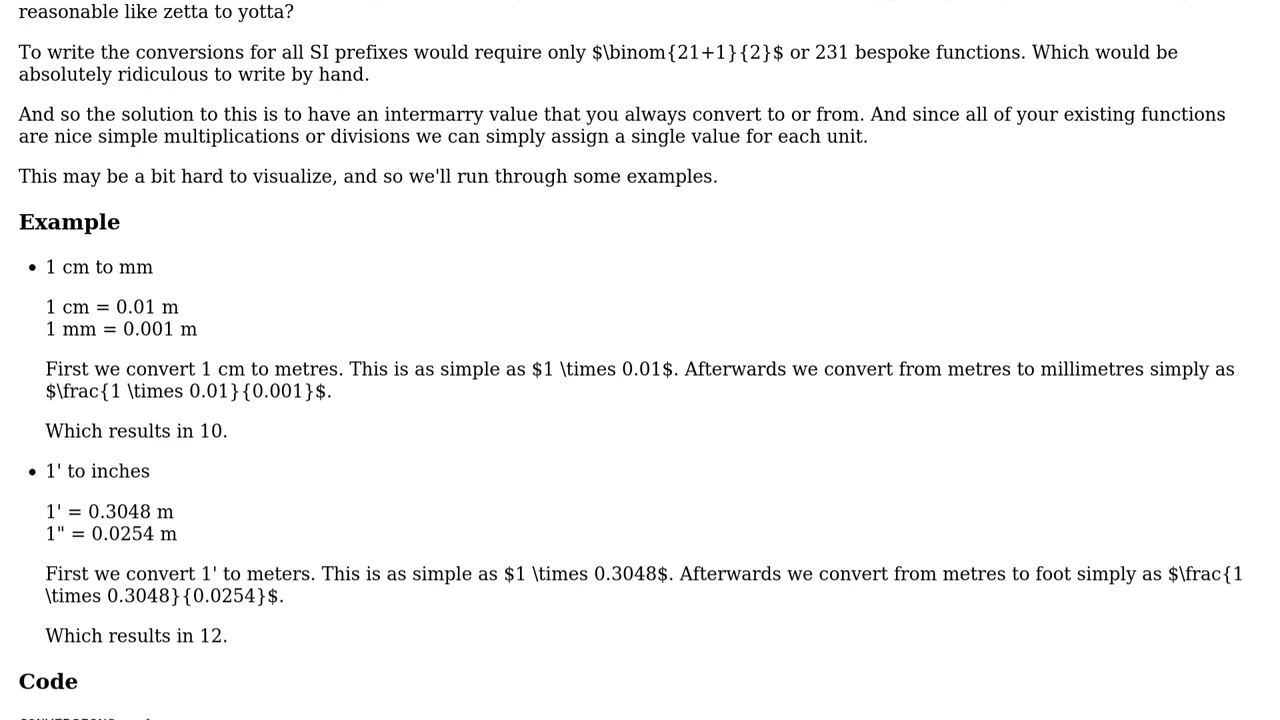 reasonable like zetta to yotta?
To write the conversions for all SI prefixes would require only $\binom{21+1}{2}$ or 231 bespoke functions. Which would be
absolutely ridiculous to write by hand.
And so the solution to this is to have an intermarry value that you always convert to or from. And since all of your existing functions
are nice simple multiplications or divisions we can simply assign a single value for each unit.
This may be a bit hard to visualize, and so we'll run through some examples.
Example
• 1 cm to mm
1 cm = 0.01 m
1 mm = 0.001 m
First we convert 1 cm to metres. This is as simple as $1 \times 0.01$. Afterwards we convert from metres to millimetres simply as
$\frac{1 \times 0.01}{0.001}$.
Which results in 10.
• 1' to inches
1' = 0.3048 m
1" = 0.0254 m
First we convert 1' to meters. This is as simple as $1 \times 0.3048$. Afterwards we convert from metres to foot simply as $\frac{1
\times 0.3048}{0.0254}$.
Which results in 12.
Code